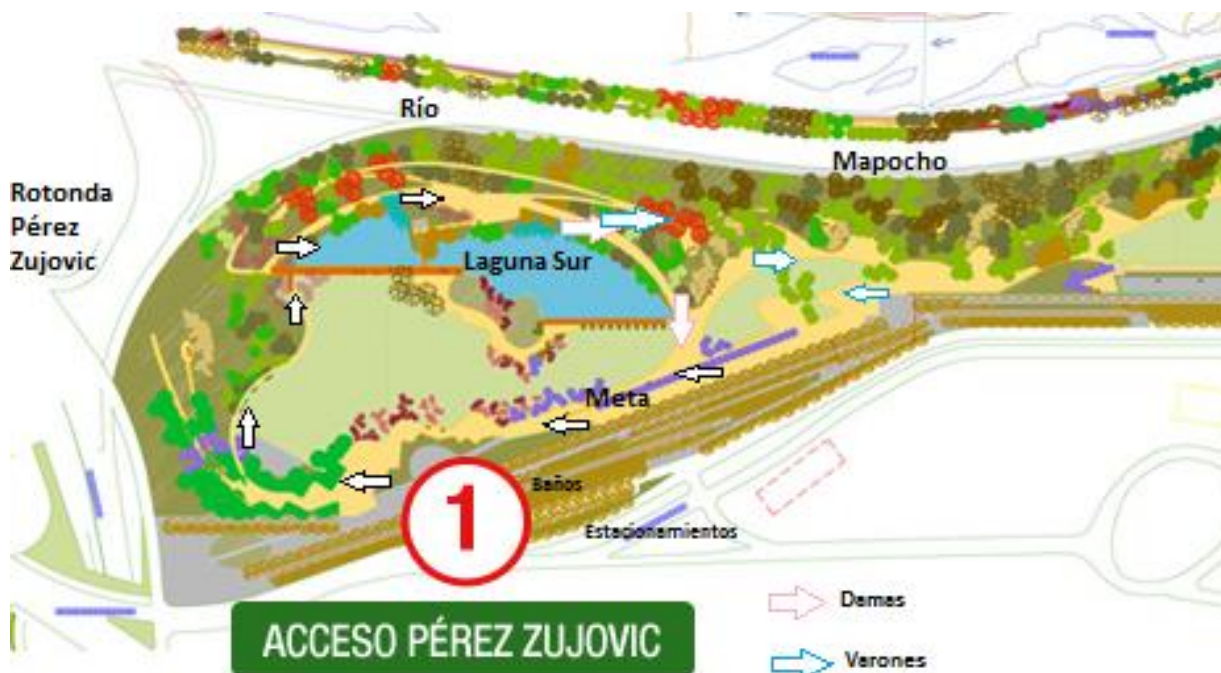 Río
Mapocho
Rotonda
Pérez
Zujovic
Laguna Sur
Meta
1
Baños
Estacionamientos
Damas
ACCESO PÉREZ ZUJOVIC
Varones